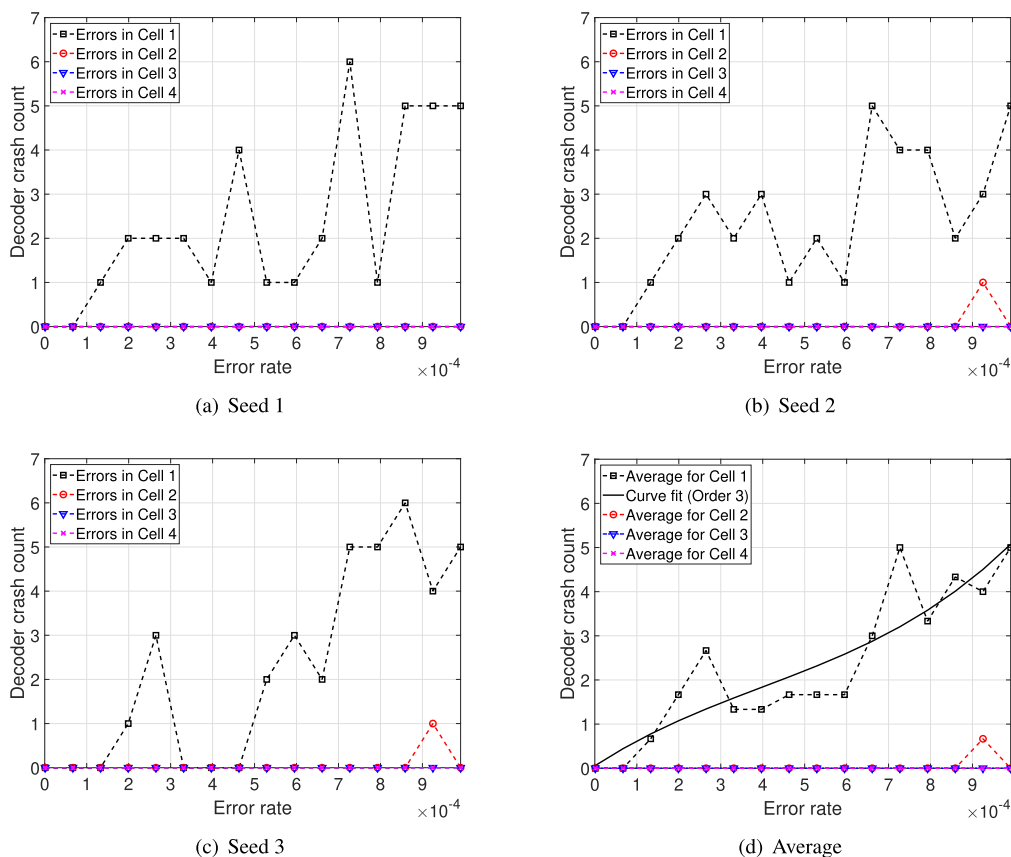 Decoder crash count
7
6
5
4
3
2
1
0
Errors in Cell 1
Errors in Cell 2
Errors in Cell 3
Errors in Cell 4
0 1 2 3 4 5 6 7 8 9
Error rate
×10⁻⁴
(a) Seed 1
Decoder crash count
7
6
5
4
3
2
1
0
Errors in Cell 1
Errors in Cell 2
Errors in Cell 3
Errors in Cell 4
0 1 2 3 4 5 6 7 8 9
Error rate
×10⁻⁴
(b) Seed 2
Decoder crash count
7
6
5
4
3
2
1
0
Errors in Cell 1
Errors in Cell 2
Errors in Cell 3
Errors in Cell 4
0 1 2 3 4 5 6 7 8 9
Error rate
×10⁻⁴
(c) Seed 3
Decoder crash count
7
6
5
4
3
2
1
0
Average for Cell 1
Curve fit (Order 3)
Average for Cell 2
Average for Cell 3
Average for Cell 4
0 1 2 3 4 5 6 7 8 9
Error rate
×10⁻⁴
(d) Average